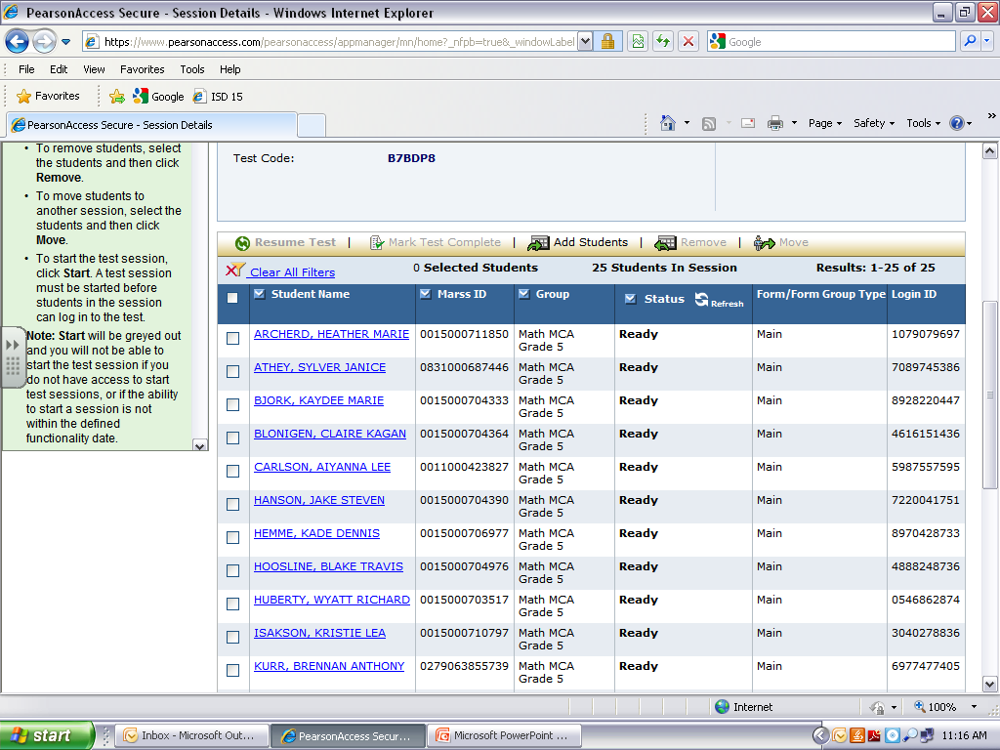 PearsonAccess Secure - Session Details - Windows Internet Explorer
https://www.pearsonaccess.com/pearsonaccess/appmanager/mn/home?_nfpb=true&_windowLabel
Google
File Edit View Favorites Tools Help
Favorites Google ISD 15
PearsonAccess Secure - Session Details
Page Safety Tools »
• To remove students, select
the students and then click
Remove.
• To move students to
another session, select the
students and then click
Move.
• To start the test session,
click Start. A test session
must be started before
students in the session
can log in to the test.
Note: Start will be greyed out
and you will not be able to
start the test session if you
do not have access to start
test sessions, or if the ability
to start a session is not
within the defined
functionality date.
Test Code: B7BDP8
Resume Test | Mark Test Complete | Add Students | Remove | Move
Clear All Filters 0 Selected Students 25 Students In Session Results: 1-25 of 25
Student Name Marss ID Group Status Refresh Form/Form Group Type Login ID
ARCHERD, HEATHER MARIE 0015000711850 Math MCA Ready Main 1079079697
Grade 5
ATHEY, SYLVER JANICE 0831000687446 Math MCA Ready Main 7089745386
Grade 5
BJORK, KAYDEE MARIE 0015000704333 Math MCA Ready Main 8928220447
Grade 5
BLONIGEN, CLAIRE KAGAN 0015000704364 Math MCA Ready Main 4616151436
Grade 5
CARLSON, AIYANNA LEE 0011000423827 Math MCA Ready Main 5987557595
Grade 5
HANSON, JAKE STEVEN 0015000704390 Math MCA Ready Main 7220041751
Grade 5
HEMME, KADE DENNIS 0015000706977 Math MCA Ready Main 8970428733
Grade 5
HOOSLINE, BLAKE TRAVIS 0015000704976 Math MCA Ready Main 4888248736
Grade 5
HUBERTY, WYATT RICHARD 0015000703517 Math MCA Ready Main 0546862874
Grade 5
ISAKSON, KRISTIE LEA 0015000710797 Math MCA Ready Main 3040278836
Grade 5
KURR, BRENNAN ANTHONY 0279063855739 Math MCA Ready Main 6977477405
Grade 5
Internet 100%
start Inbox - Microsoft Out... PearsonAccess Secur... Microsoft PowerPoint ... 11:16 AM